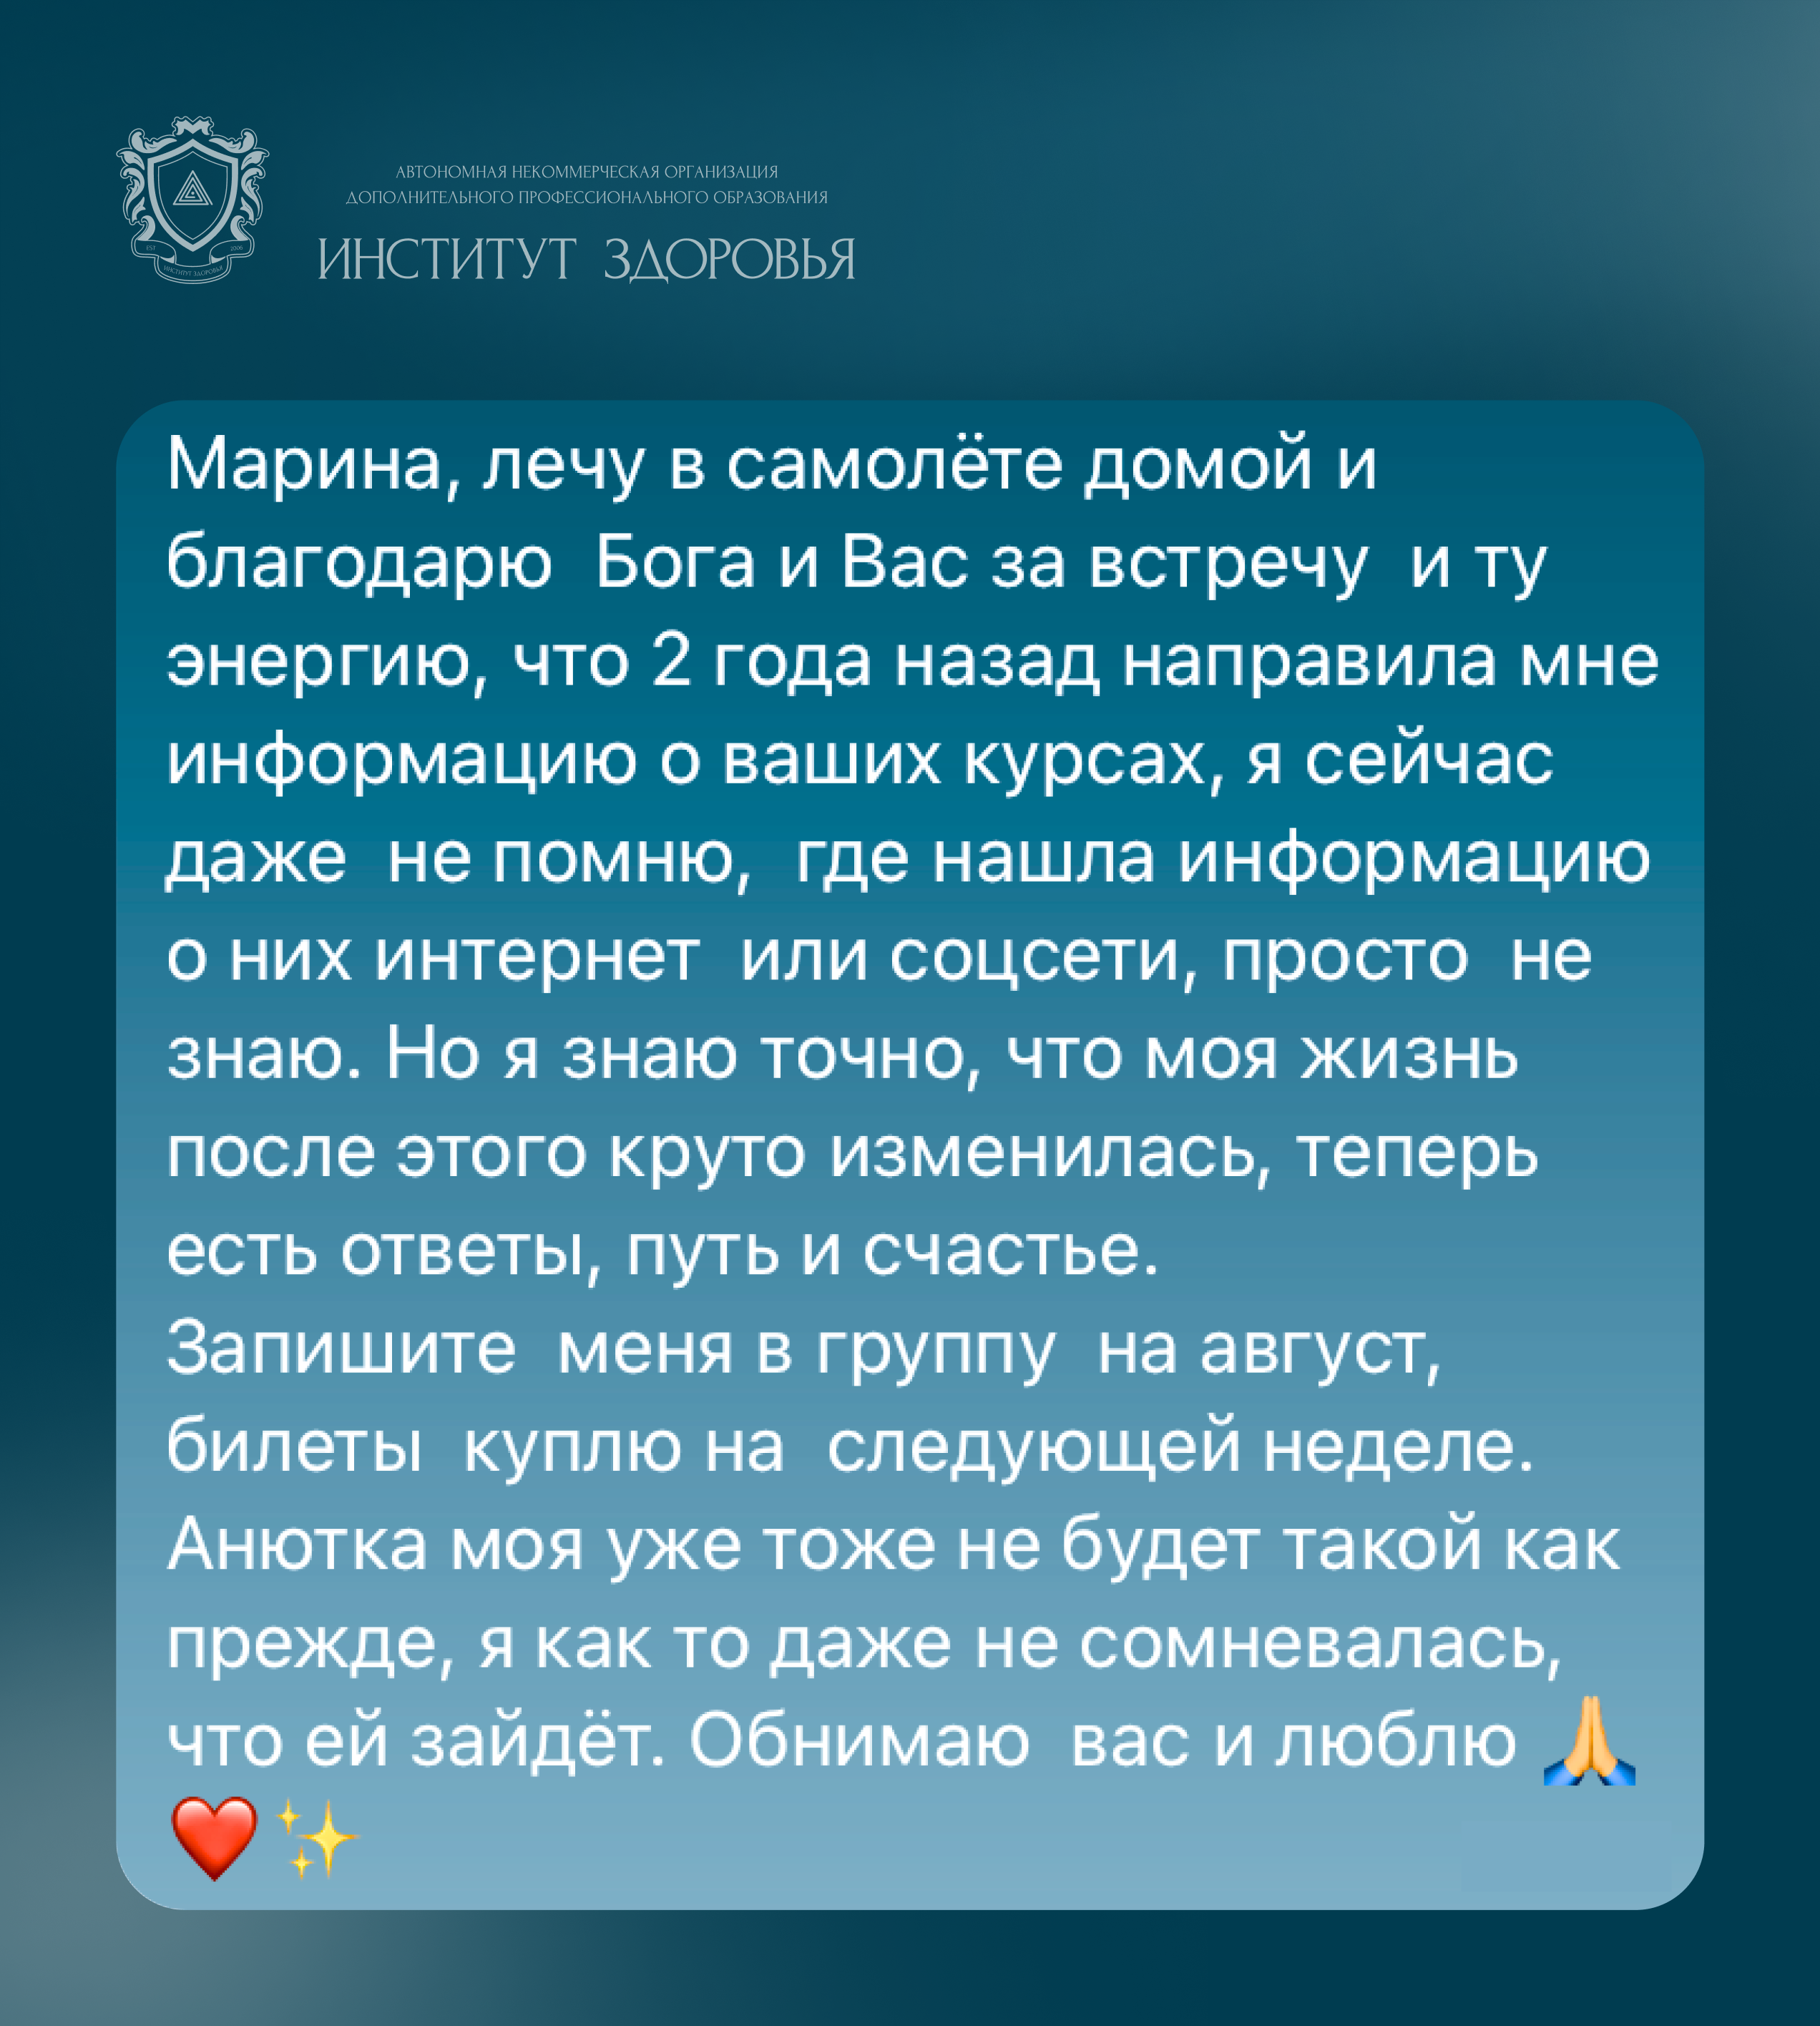 АВТОНОМНАЯ НЕКОММЕРЧЕСКАЯ ОРГАНИЗАЦИЯ
ДОПОЛНИТЕЛЬНОГО ПРОФЕССИОНАЛЬНОГО ОБРАЗОВАНИЯ
ИНСТИТУТ ЗДОРОВЬЯ
EST 2006
ИНСТИТУТ ЗДОРОВЬЯ
Марина, лечу в самолёте домой и
благодарю Бога и Вас за встречу и ту
энергию, что 2 года назад направила мне
информацию о ваших курсах, я сейчас
даже не помню, где нашла информацию
о них интернет или соцсети, просто не
знаю. Но я знаю точно, что моя жизнь
после этого круто изменилась, теперь
есть ответы, путь и счастье.
Запишите меня в группу на август,
билеты куплю на следующей неделе.
Анютка моя уже тоже не будет такой как
прежде, я как то даже не сомневалась,
что ей зайдёт. Обнимаю вас и люблю 🙏
❤️✨